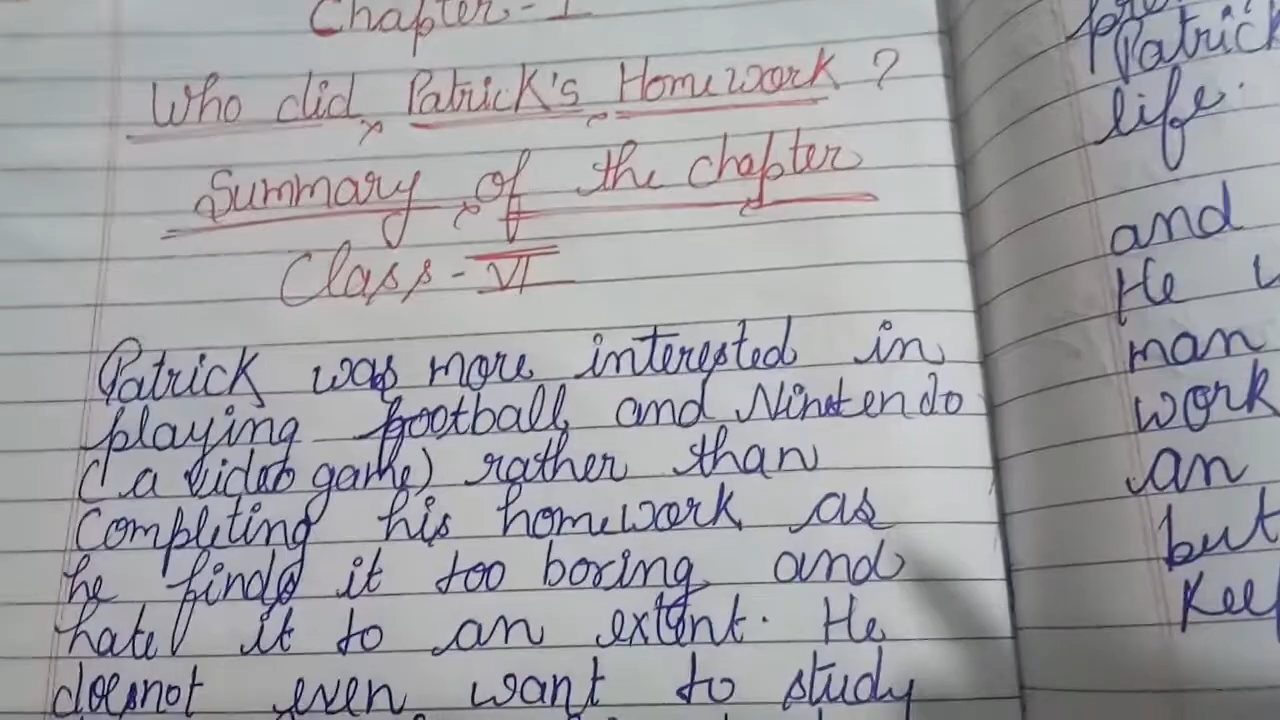 Chapter - I
Who did Patrick's Homework ?
Summary of the chapter
Class - VI
Patrick was more interested in
playing football and Nintendo
( a video game) rather than
Completing his homework as
he finds it too boring and
hate it to an extent. He
doesnot even want to study
Patrick
life.
and
He
man
work
an
but